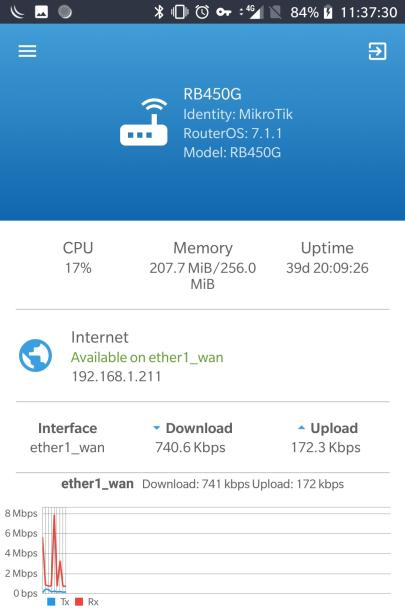 4G 84% 11:37:30
RB450G
Identity: MikroTik
RouterOS: 7.1.1
Model: RB450G
CPU Memory Uptime
17% 207.7 MiB/256.0 39d 20:09:26
MiB
Internet
Available on ether1_wan
192.168.1.211
Interface Download Upload
ether1_wan 740.6 Kbps 172.3 Kbps
ether1_wan Download: 741 kbps Upload: 172 kbps
8 Mbps
6 Mbps
4 Mbps
2 Mbps
0 bps
Tx Rx